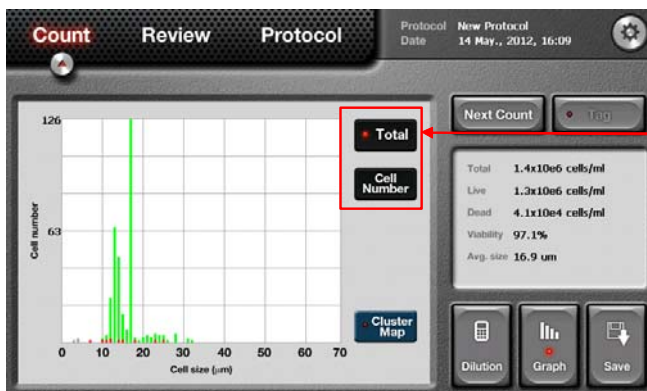 Count Review Protocol
Protocol New Protocol
Date 14 May., 2012, 16:09
Next Count
Tag
126
63
Cell number
0 10 20 30 40 50 60 70
Cell size (µm)
Total
Cell
Number
Cluster
Map
Total 1.4x10e6 cells/ml
Live 1.3x10e6 cells/ml
Dead 4.1x10e4 cells/ml
Viability 97.1%
Avg. size 16.9 um
Dilution
Graph
Save